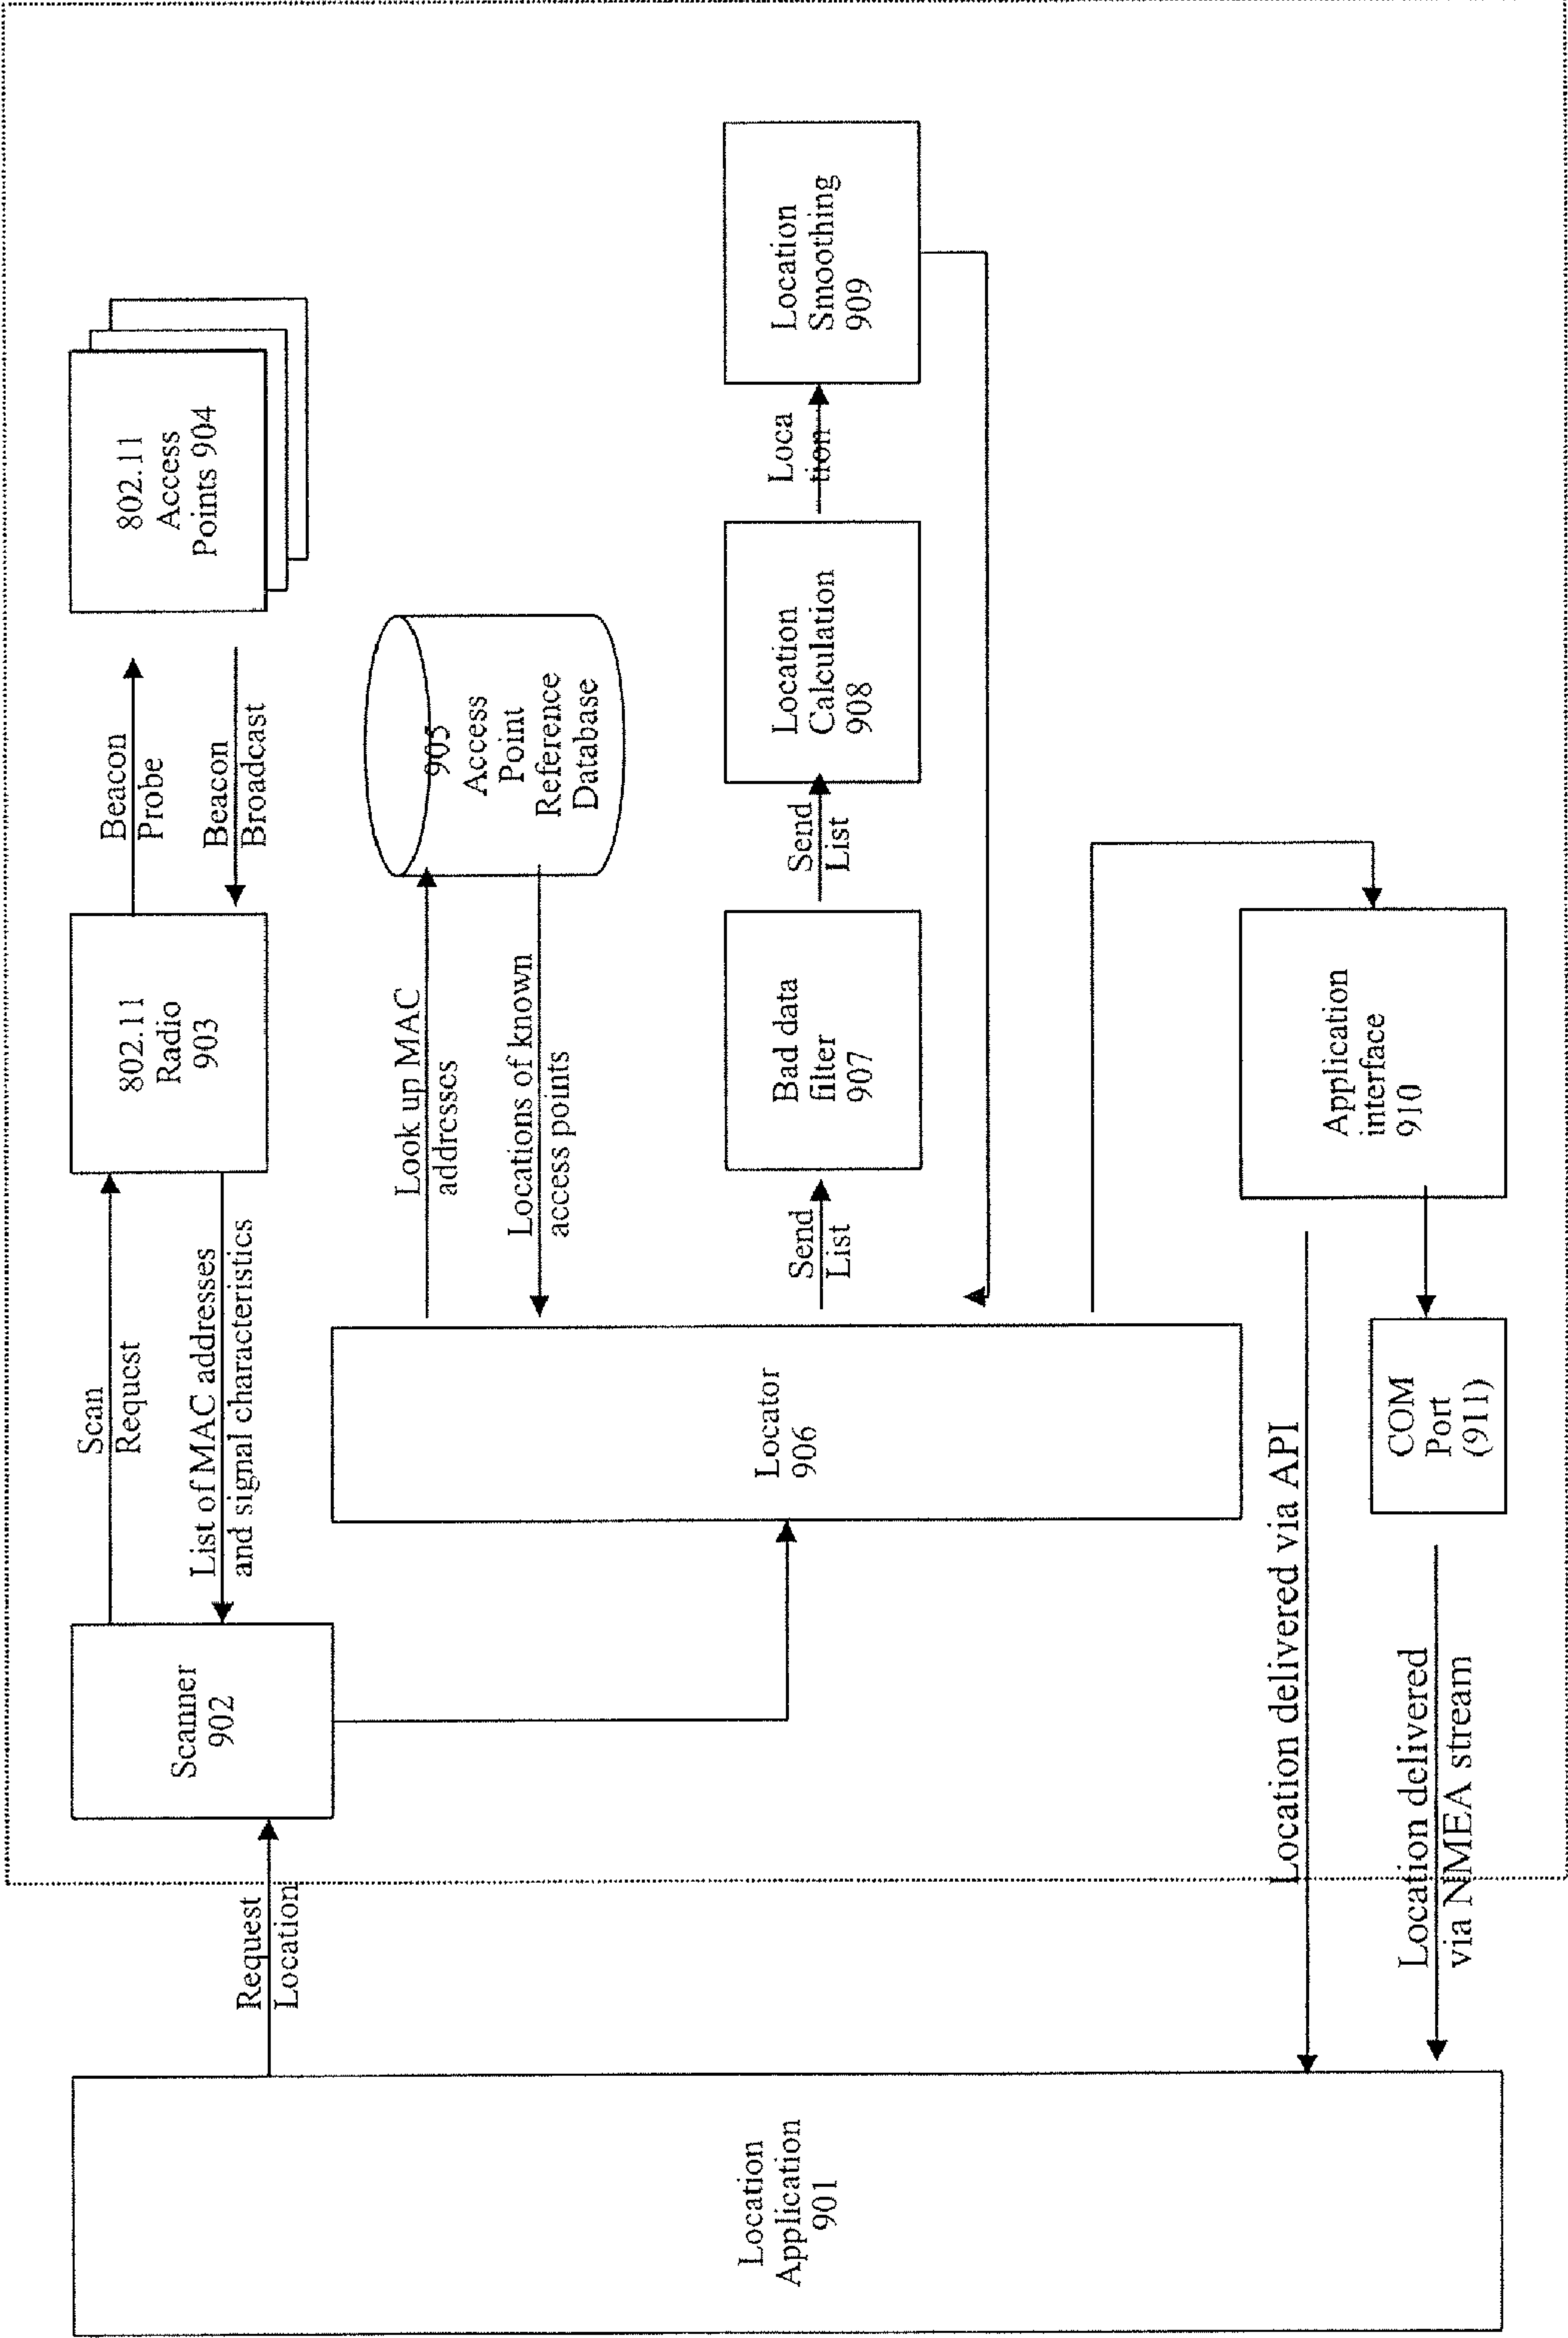 Location
Application
901
Request
Location
Scanner
902
Scan
Request
List of MAC addresses
and signal characteristics
802.11
Radio
903
Beacon
Probe
Beacon
Broadcast
802.11
Access
Points 904
Look up MAC
addresses
Locations of known
access points
905
Access
Point
Reference
Database
Locator
906
Send
List
Bad data
filter
907
Send
List
Location
Calculation
908
Loca
tion
Location
Smoothing
909
Application
interface
910
COM
Port
(911)
Location delivered via API
Location delivered
via NMEA stream